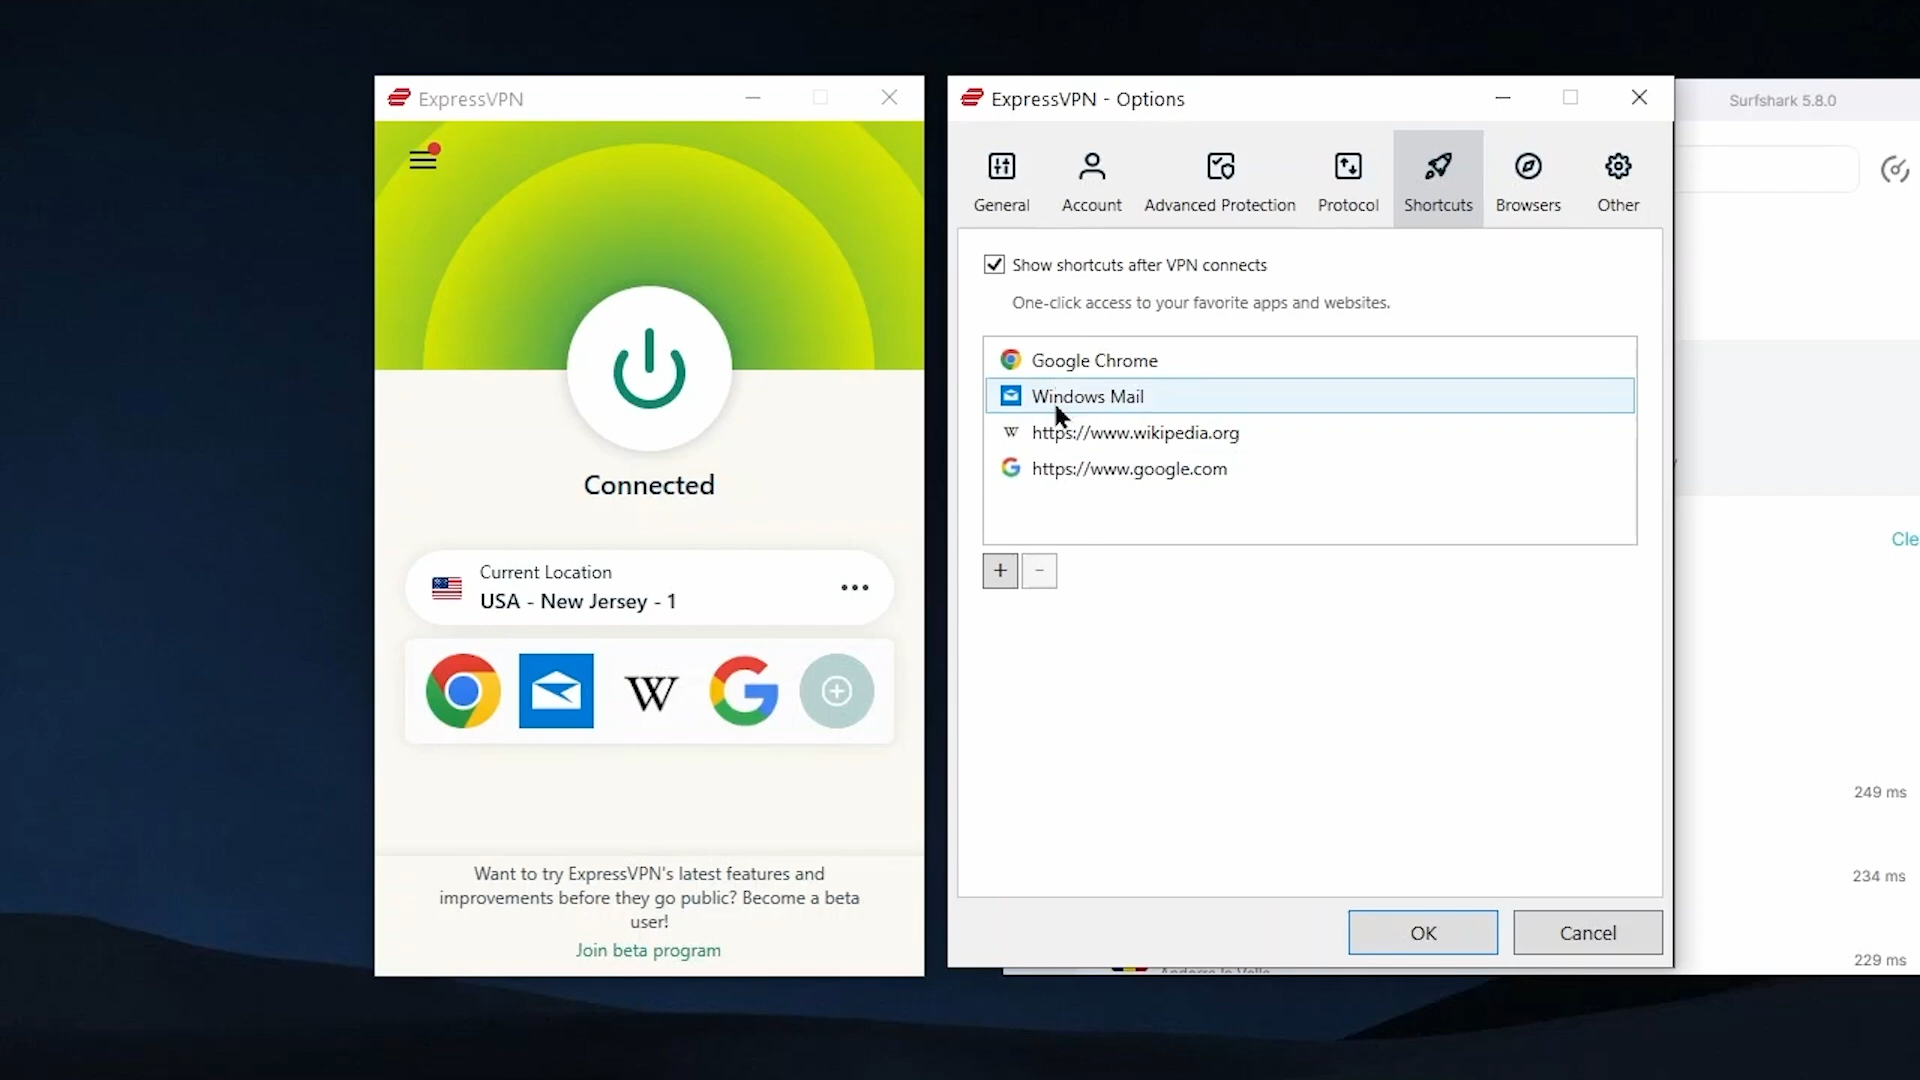 ExpressVPN
Connected
Current Location
USA - New Jersey - 1
W
Want to try ExpressVPN's latest features and
improvements before they go public? Become a beta
user!
Join beta program
ExpressVPN - Options
General
Account
Advanced Protection
Protocol
Shortcuts
Browsers
Other
Show shortcuts after VPN connects
One-click access to your favorite apps and websites.
Google Chrome
Windows Mail
W https://www.wikipedia.org
https://www.google.com
+ -
OK
Cancel
Surfshark 5.8.0
Cle
249 ms
234 ms
229 ms